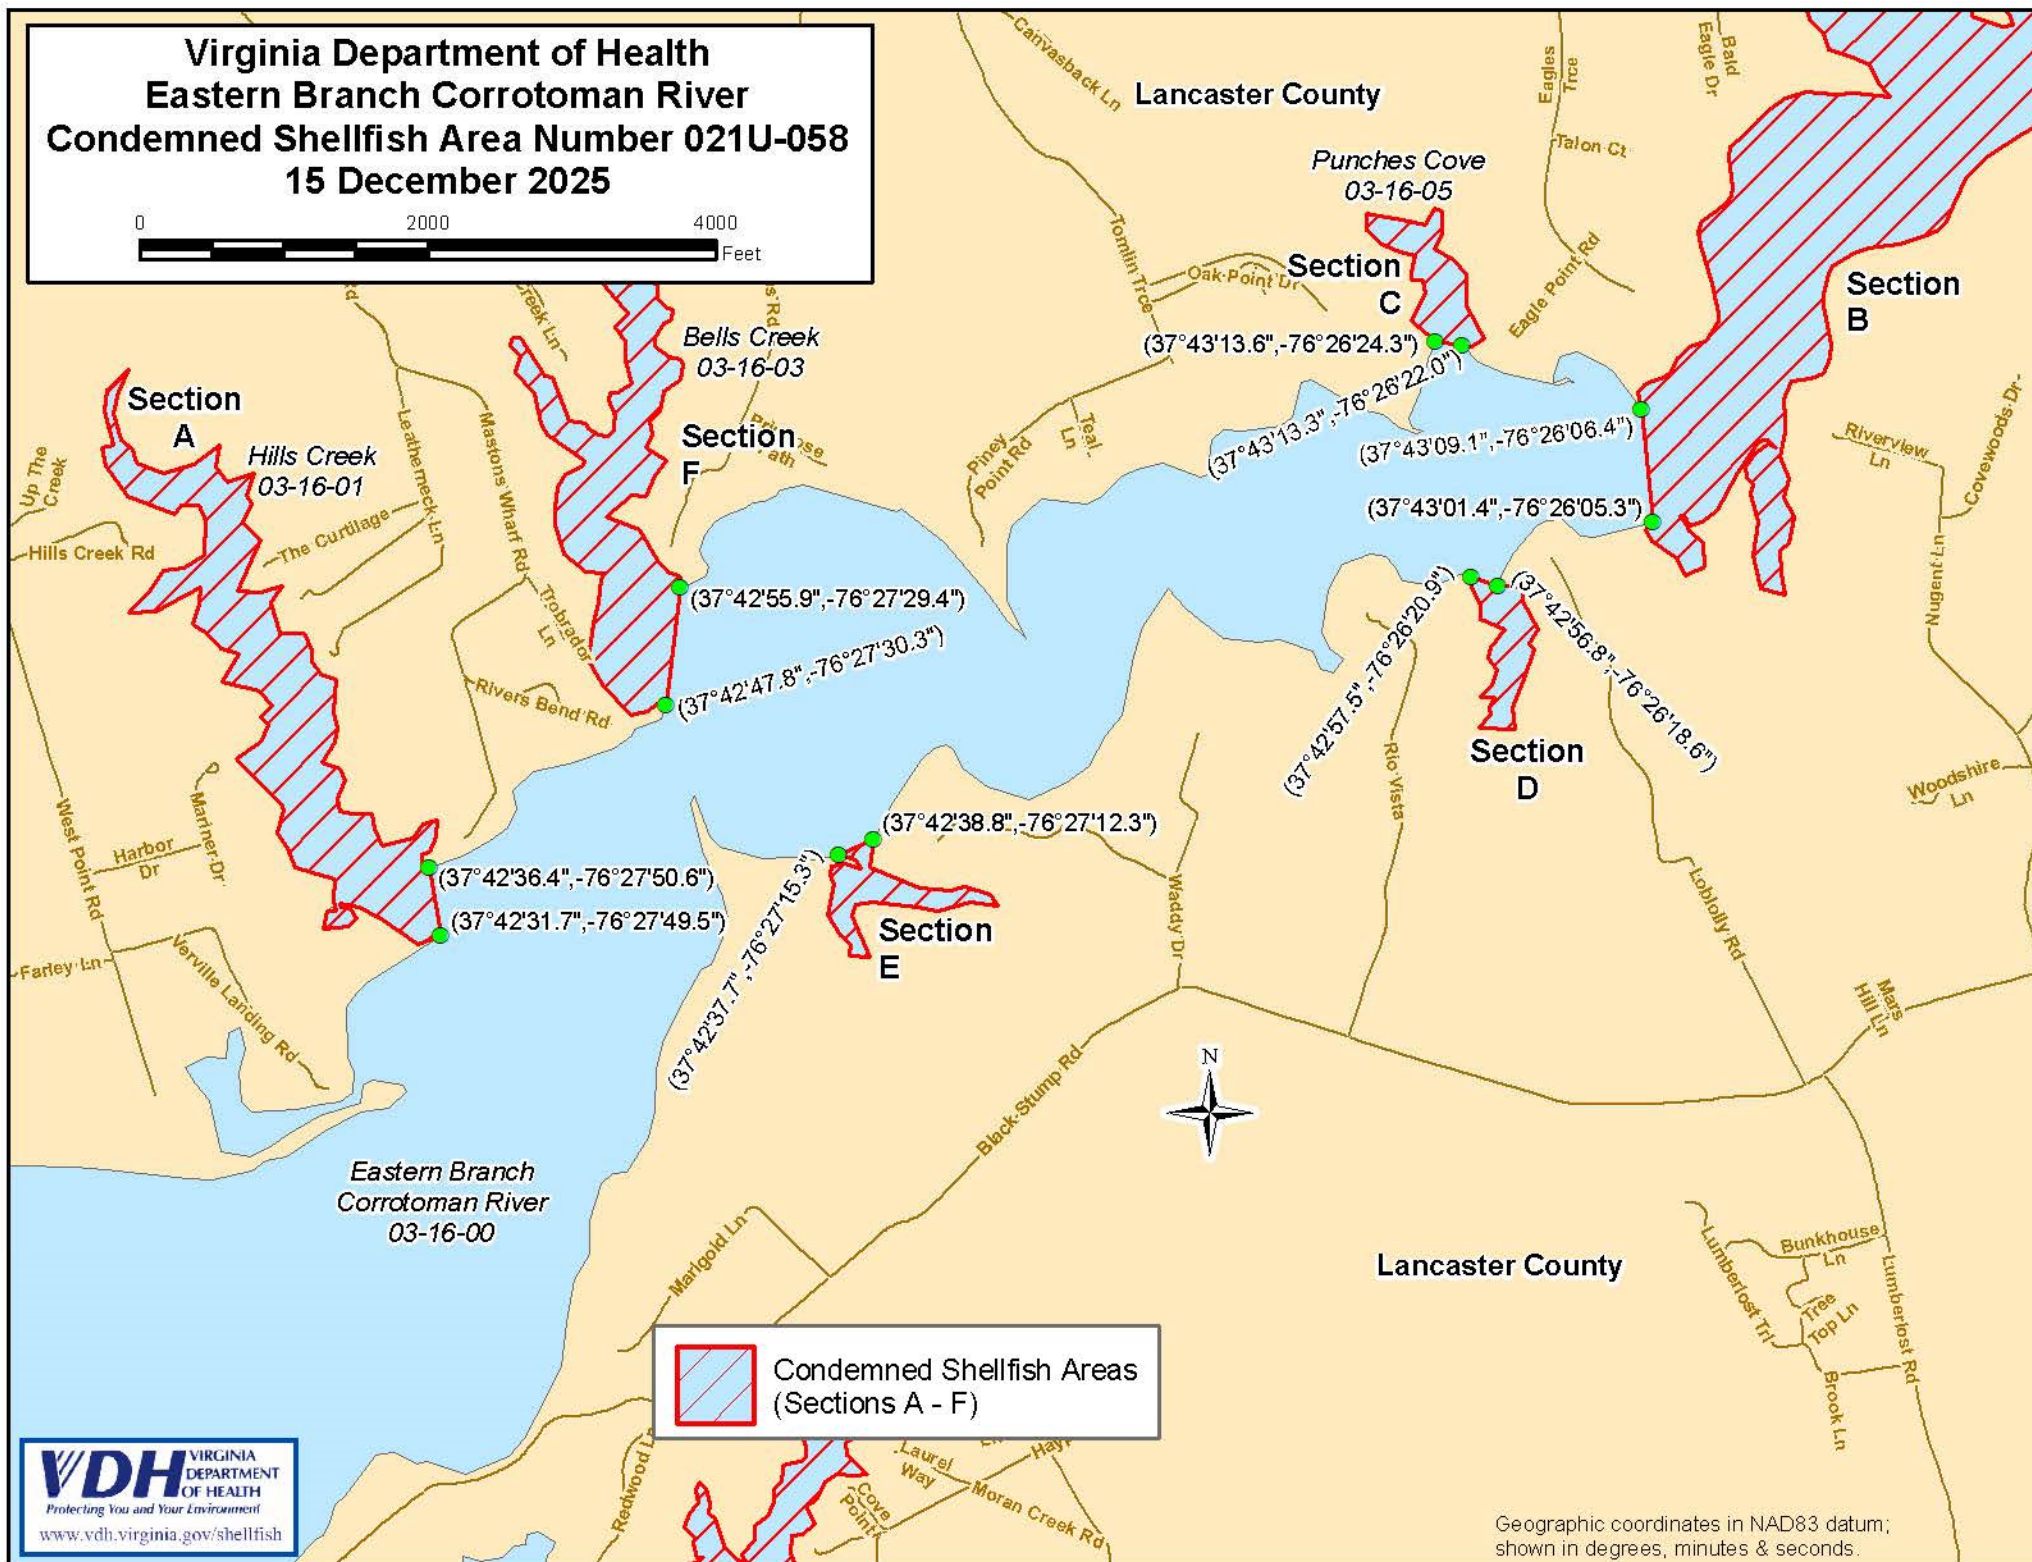 Virginia Department of Health
Eastern Branch Corrotoman River
Condemned Shellfish Area Number 021U-058
15 December 2025
0 2000 4000
Feet
Canvasback Ln
Lancaster County
Eagles
Trce
Bald
Eagle Dr
Talon Ct
Punches Cove
03-16-05
Tomlin Trce
Oak Point Dr
Section
C
Eagle Point Rd
Section
B
(37°43'13.6",-76°26'24.3")
(37°43'13.3",-76°26'22.0")
(37°43'09.1",-76°26'06.4")
(37°43'01.4",-76°26'05.3")
Rd
Creek Ln
s Rd
Bells Creek
03-16-03
Section
A
Hills Creek
03-16-01
Up The
Creek
Hills Creek Rd
The Curtilage
Leatherneck Ln
Mastons Wharf Rd
Section
F
Piney
Point Rd
Teal
Ln
Riverview
Ln
Covewoods Dr
Nugent Ln
Trobrador
Ln
Rivers Bend Rd
(37°42'55.9",-76°27'29.4")
(37°42'47.8",-76°27'30.3")
(37°42'57.5",-76°26'20.9")
(37°42'56.8",-76°26'18.6")
Section
D
Rio Vista
Woodshire
Ln
West Point Rd
Mariner Dr
Harbor
Dr
(37°42'36.4",-76°27'50.6")
(37°42'31.7",-76°27'49.5")
(37°42'38.8",-76°27'12.3")
(37°42'37.7",-76°27'15.3")
Section
E
Waddy Dr
Loblolly Rd
Mars
Hill Ln
Farley Ln
Verville Landing Rd
N
Black Stump Rd
Eastern Branch
Corrotoman River
03-16-00
Marigold Ln
Lancaster County
Lumberlost Trl
Bunkhouse
Ln
Tree
Top Ln
Lumberlost Rd
Brook Ln
Condemned Shellfish Areas
(Sections A - F)
Redwood L
Laurel
Way
Cove
Point
Moran Creek Rd
VDH
VIRGINIA
DEPARTMENT
OF HEALTH
Protecting You and Your Environment
www.vdh.virginia.gov/shellfish
Geographic coordinates in NAD83 datum;
shown in degrees, minutes & seconds.